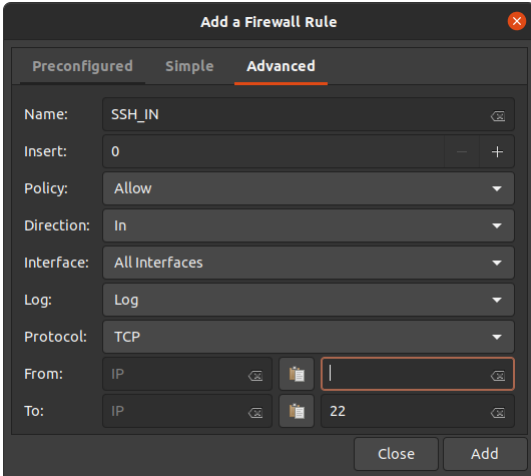 Add a Firewall Rule
Preconfigured Simple Advanced
Name: SSH_IN
Insert: 0 − +
Policy: Allow
Direction: In
Interface: All Interfaces
Log: Log
Protocol: TCP
From: IP
To: IP 22
Close Add